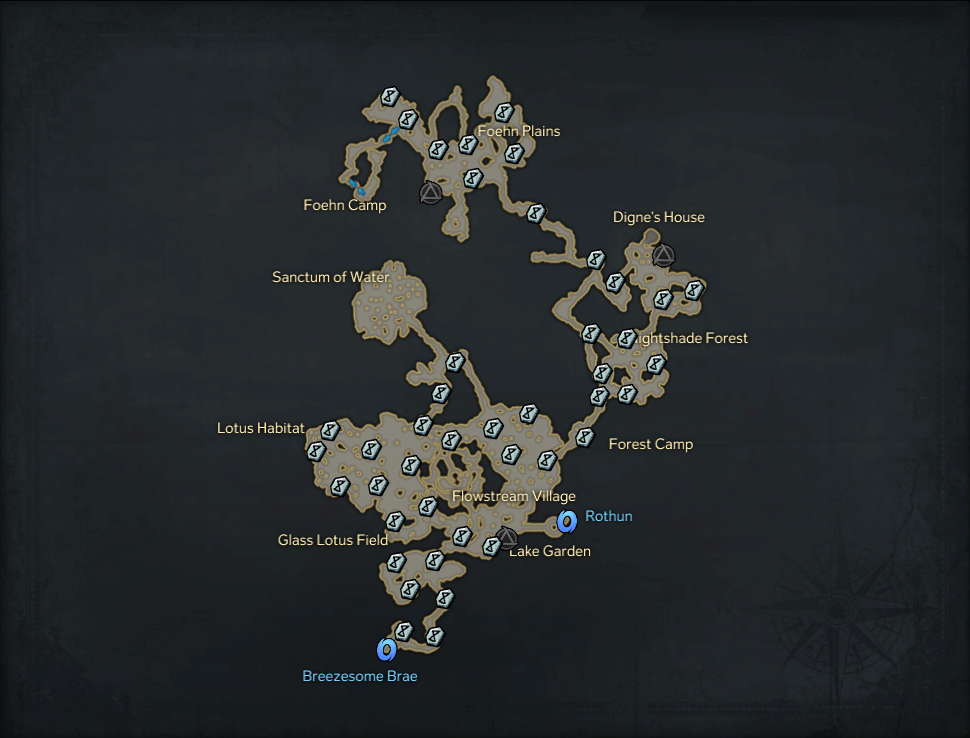 Foehn Plains
Foehn Camp
Digne's House
Sanctum of Water
ightshade Forest
Lotus Habitat
Forest Camp
Flowstream Village
Rothun
Glass Lotus Field
Lake Garden
Breezesome Brae